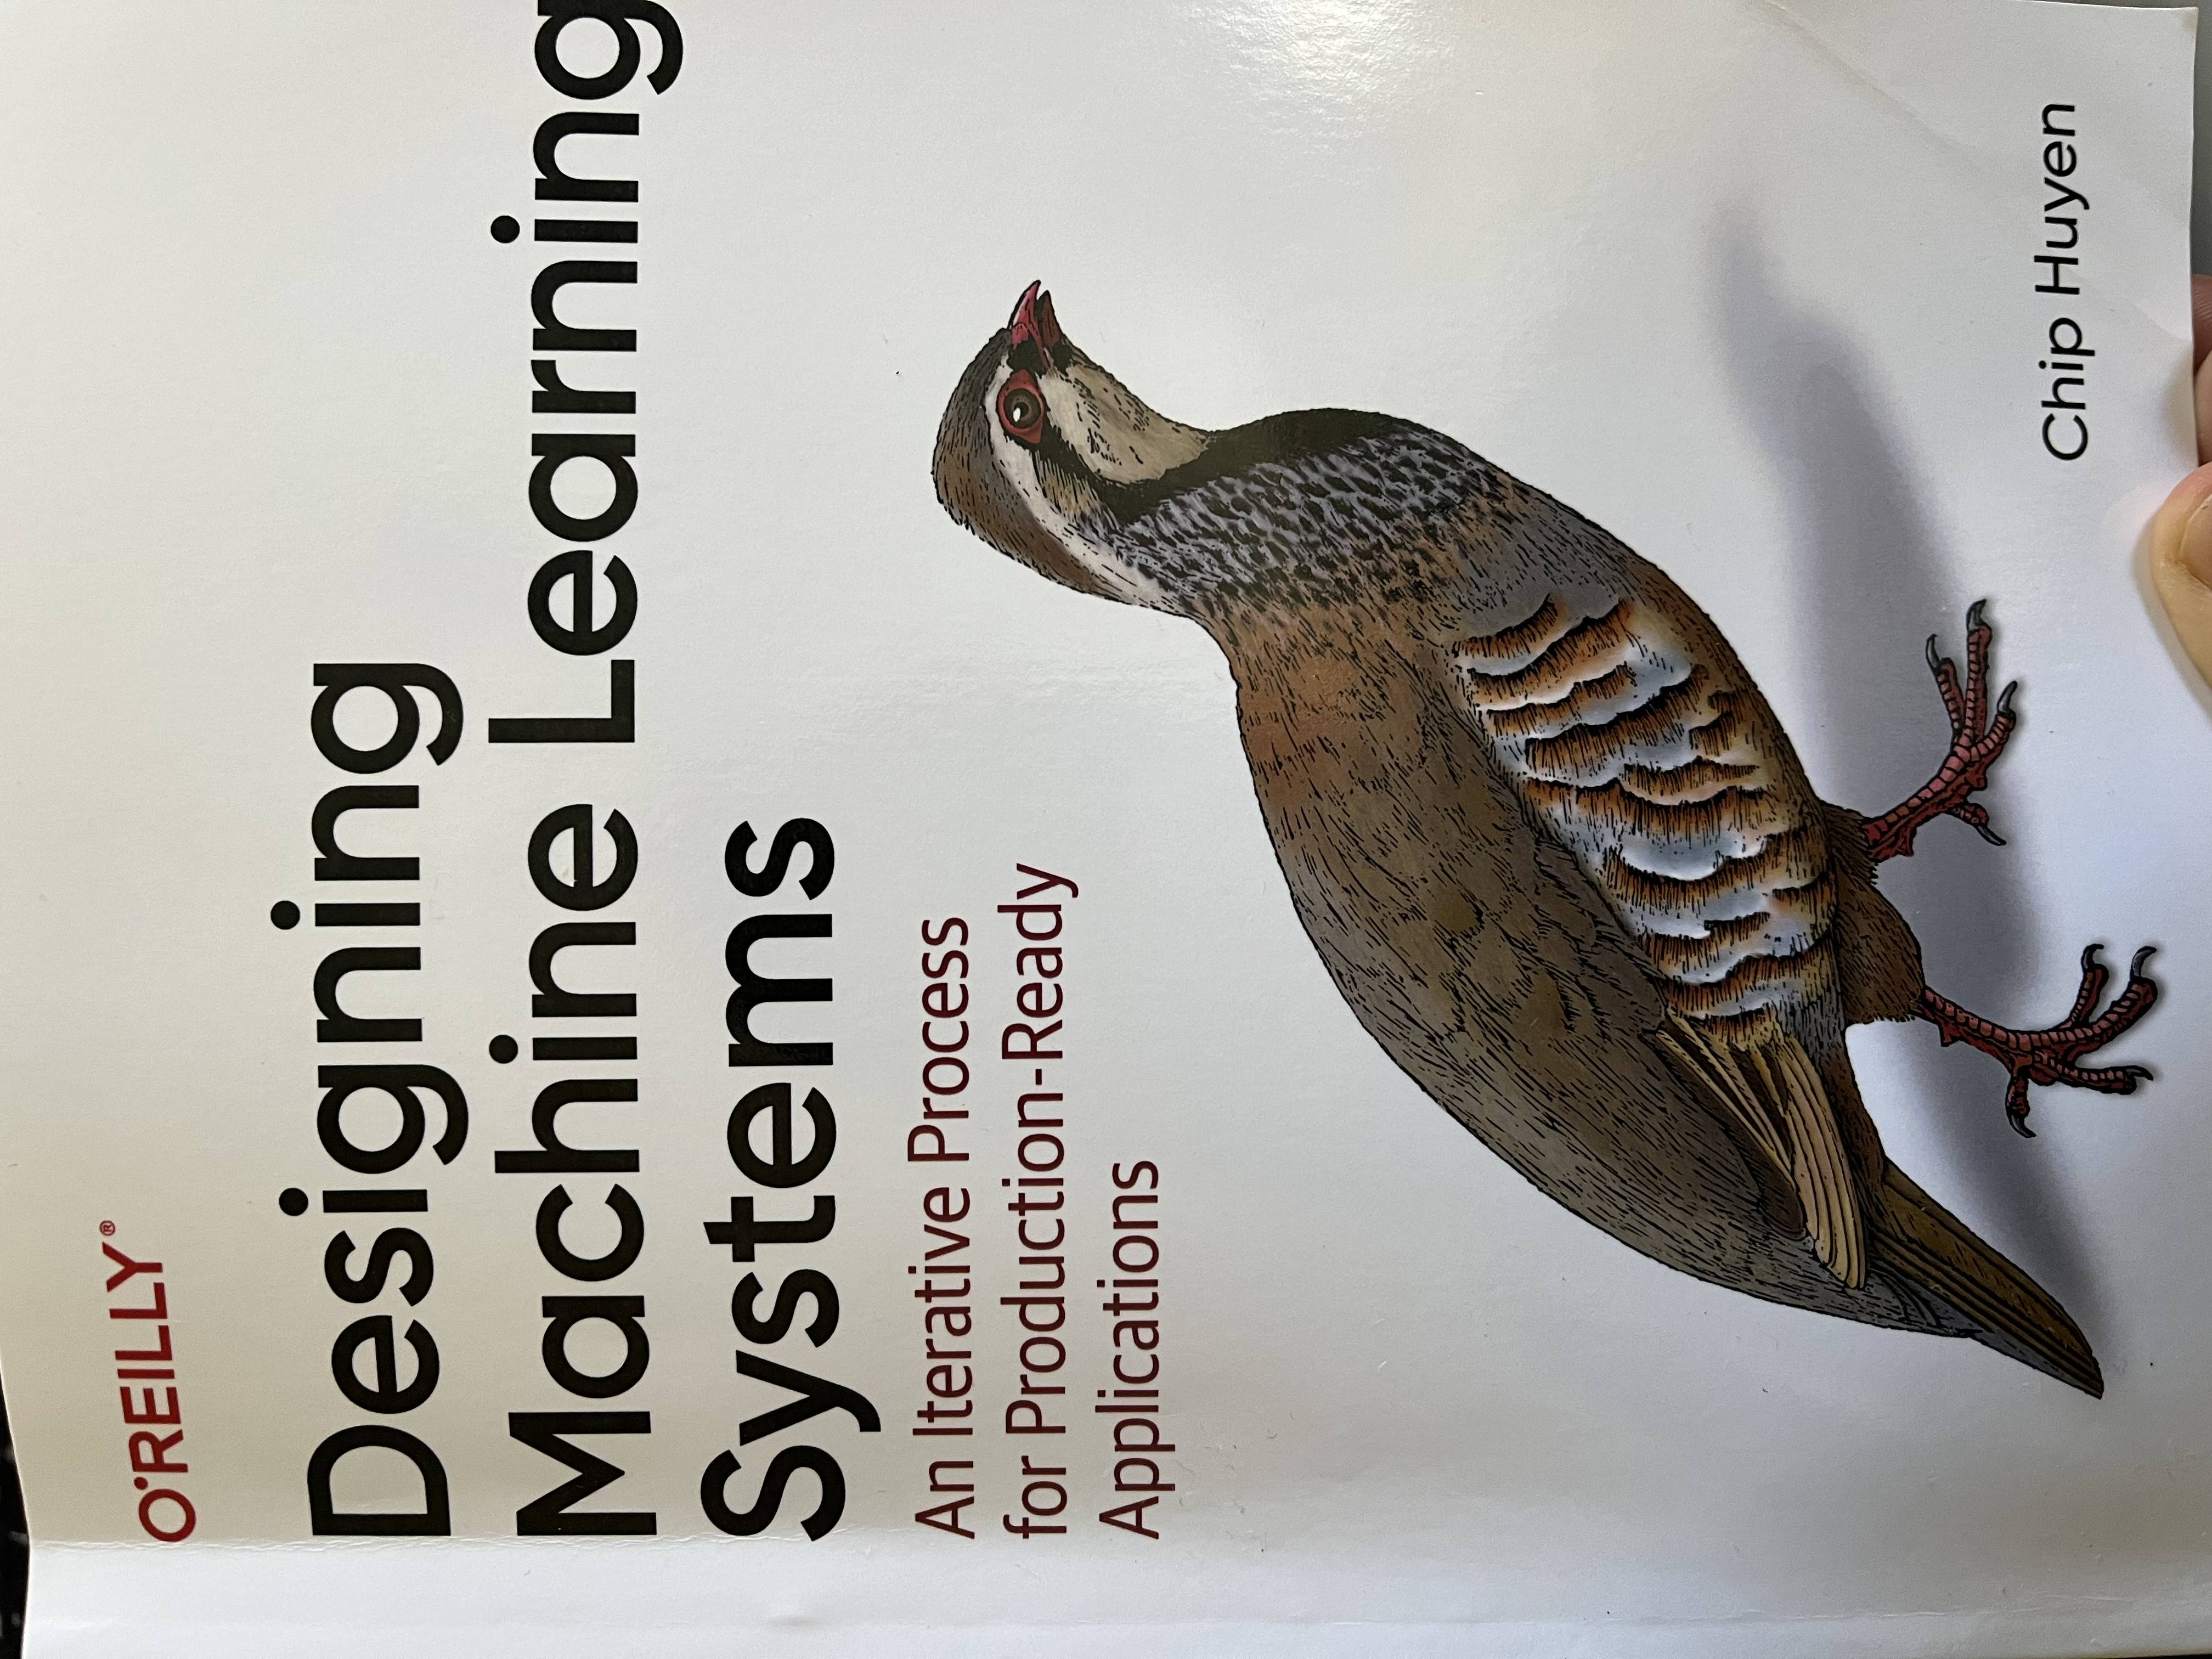 O'REILLY®
Designing
Machine Learning
Systems
An Iterative Process
for Production-Ready
Applications
Chip Huyen